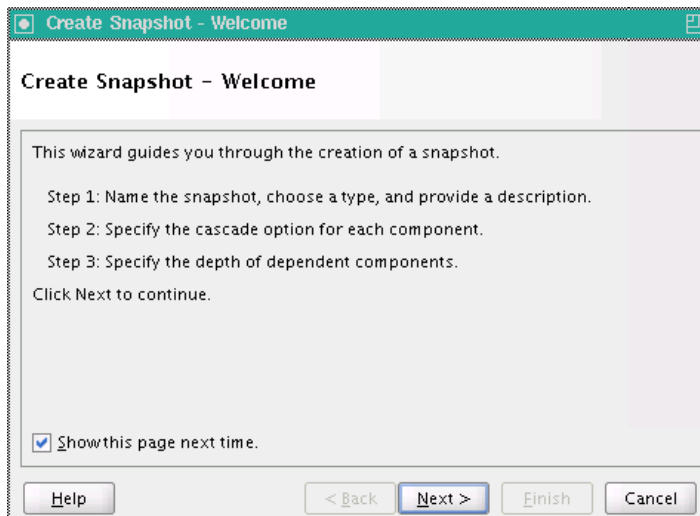 Create Snapshot - Welcome
Create Snapshot - Welcome
This wizard guides you through the creation of a snapshot.
Step 1: Name the snapshot, choose a type, and provide a description.
Step 2: Specify the cascade option for each component.
Step 3: Specify the depth of dependent components.
Click Next to continue.
Show this page next time.
Help
< Back
Next >
Finish
Cancel